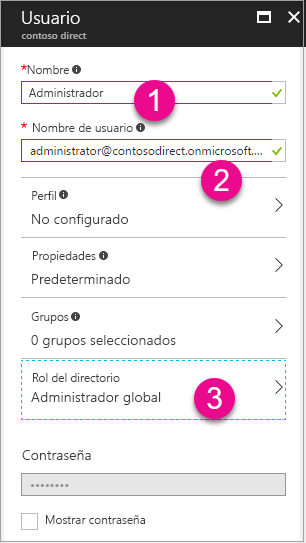 Usuario
contoso direct
*Nombre
Administrador
1
* Nombre de usuario
administrator@contosodirect.onmicrosoft....
2
Perfil
No configurado
Propiedades
Predeterminado
Grupos
0 grupos seleccionados
Rol del directorio
Administrador global
3
Contraseña
••••••••
Mostrar contraseña